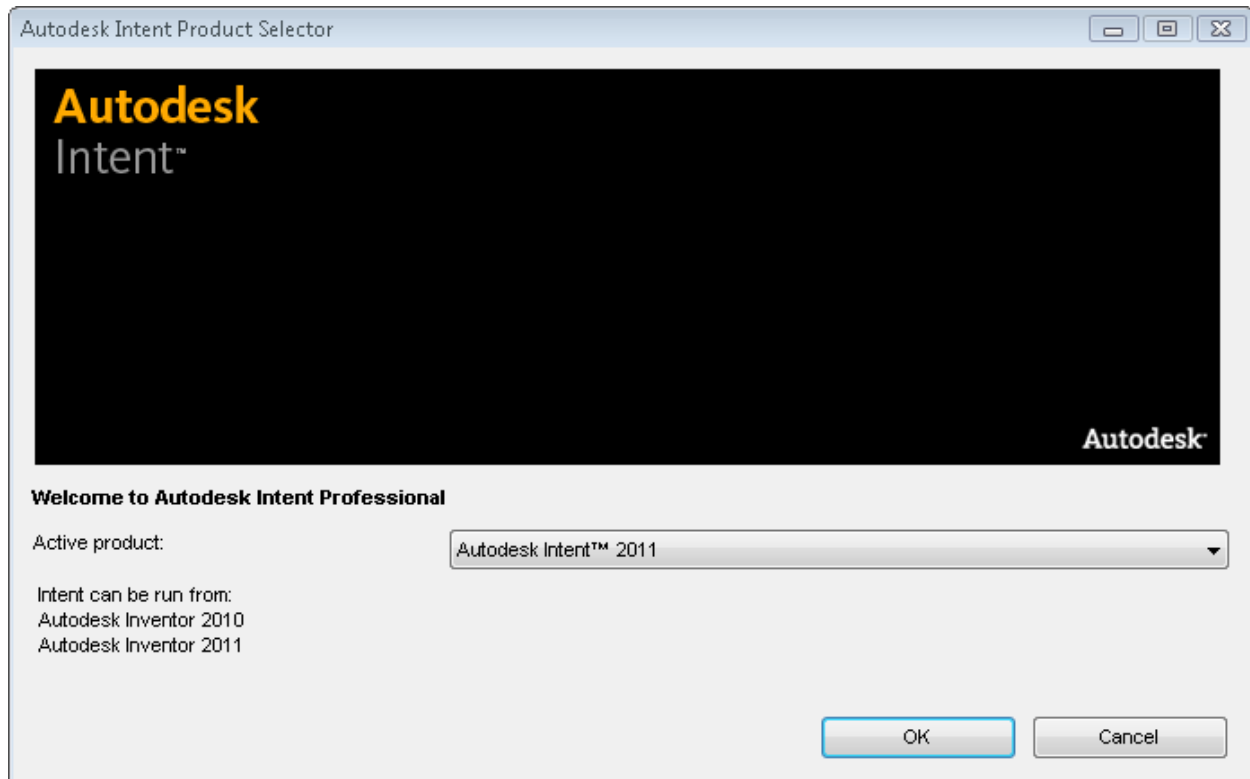 Autodesk Intent Product Selector
Autodesk
Intent™
Autodesk
Welcome to Autodesk Intent Professional
Active product:
Autodesk Intent™ 2011
Intent can be run from:
Autodesk Inventor 2010
Autodesk Inventor 2011
OK
Cancel